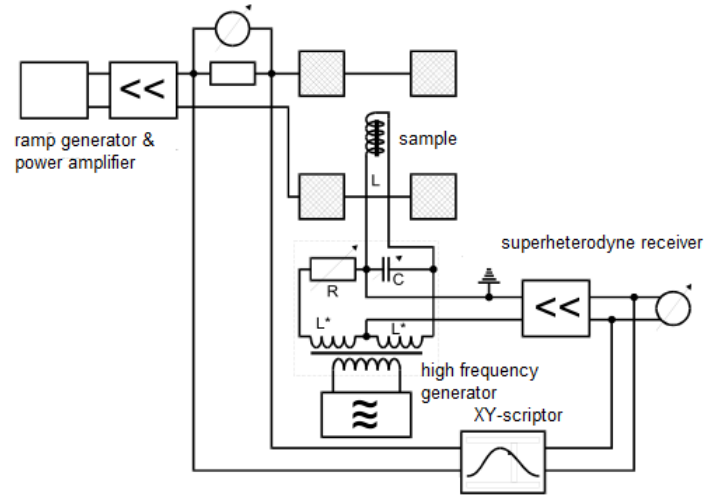 <<
ramp generator &
power amplifier
sample
L
superheterodyne receiver
R
C
<<
L*
L*
high frequency
generator
XY-scriptor